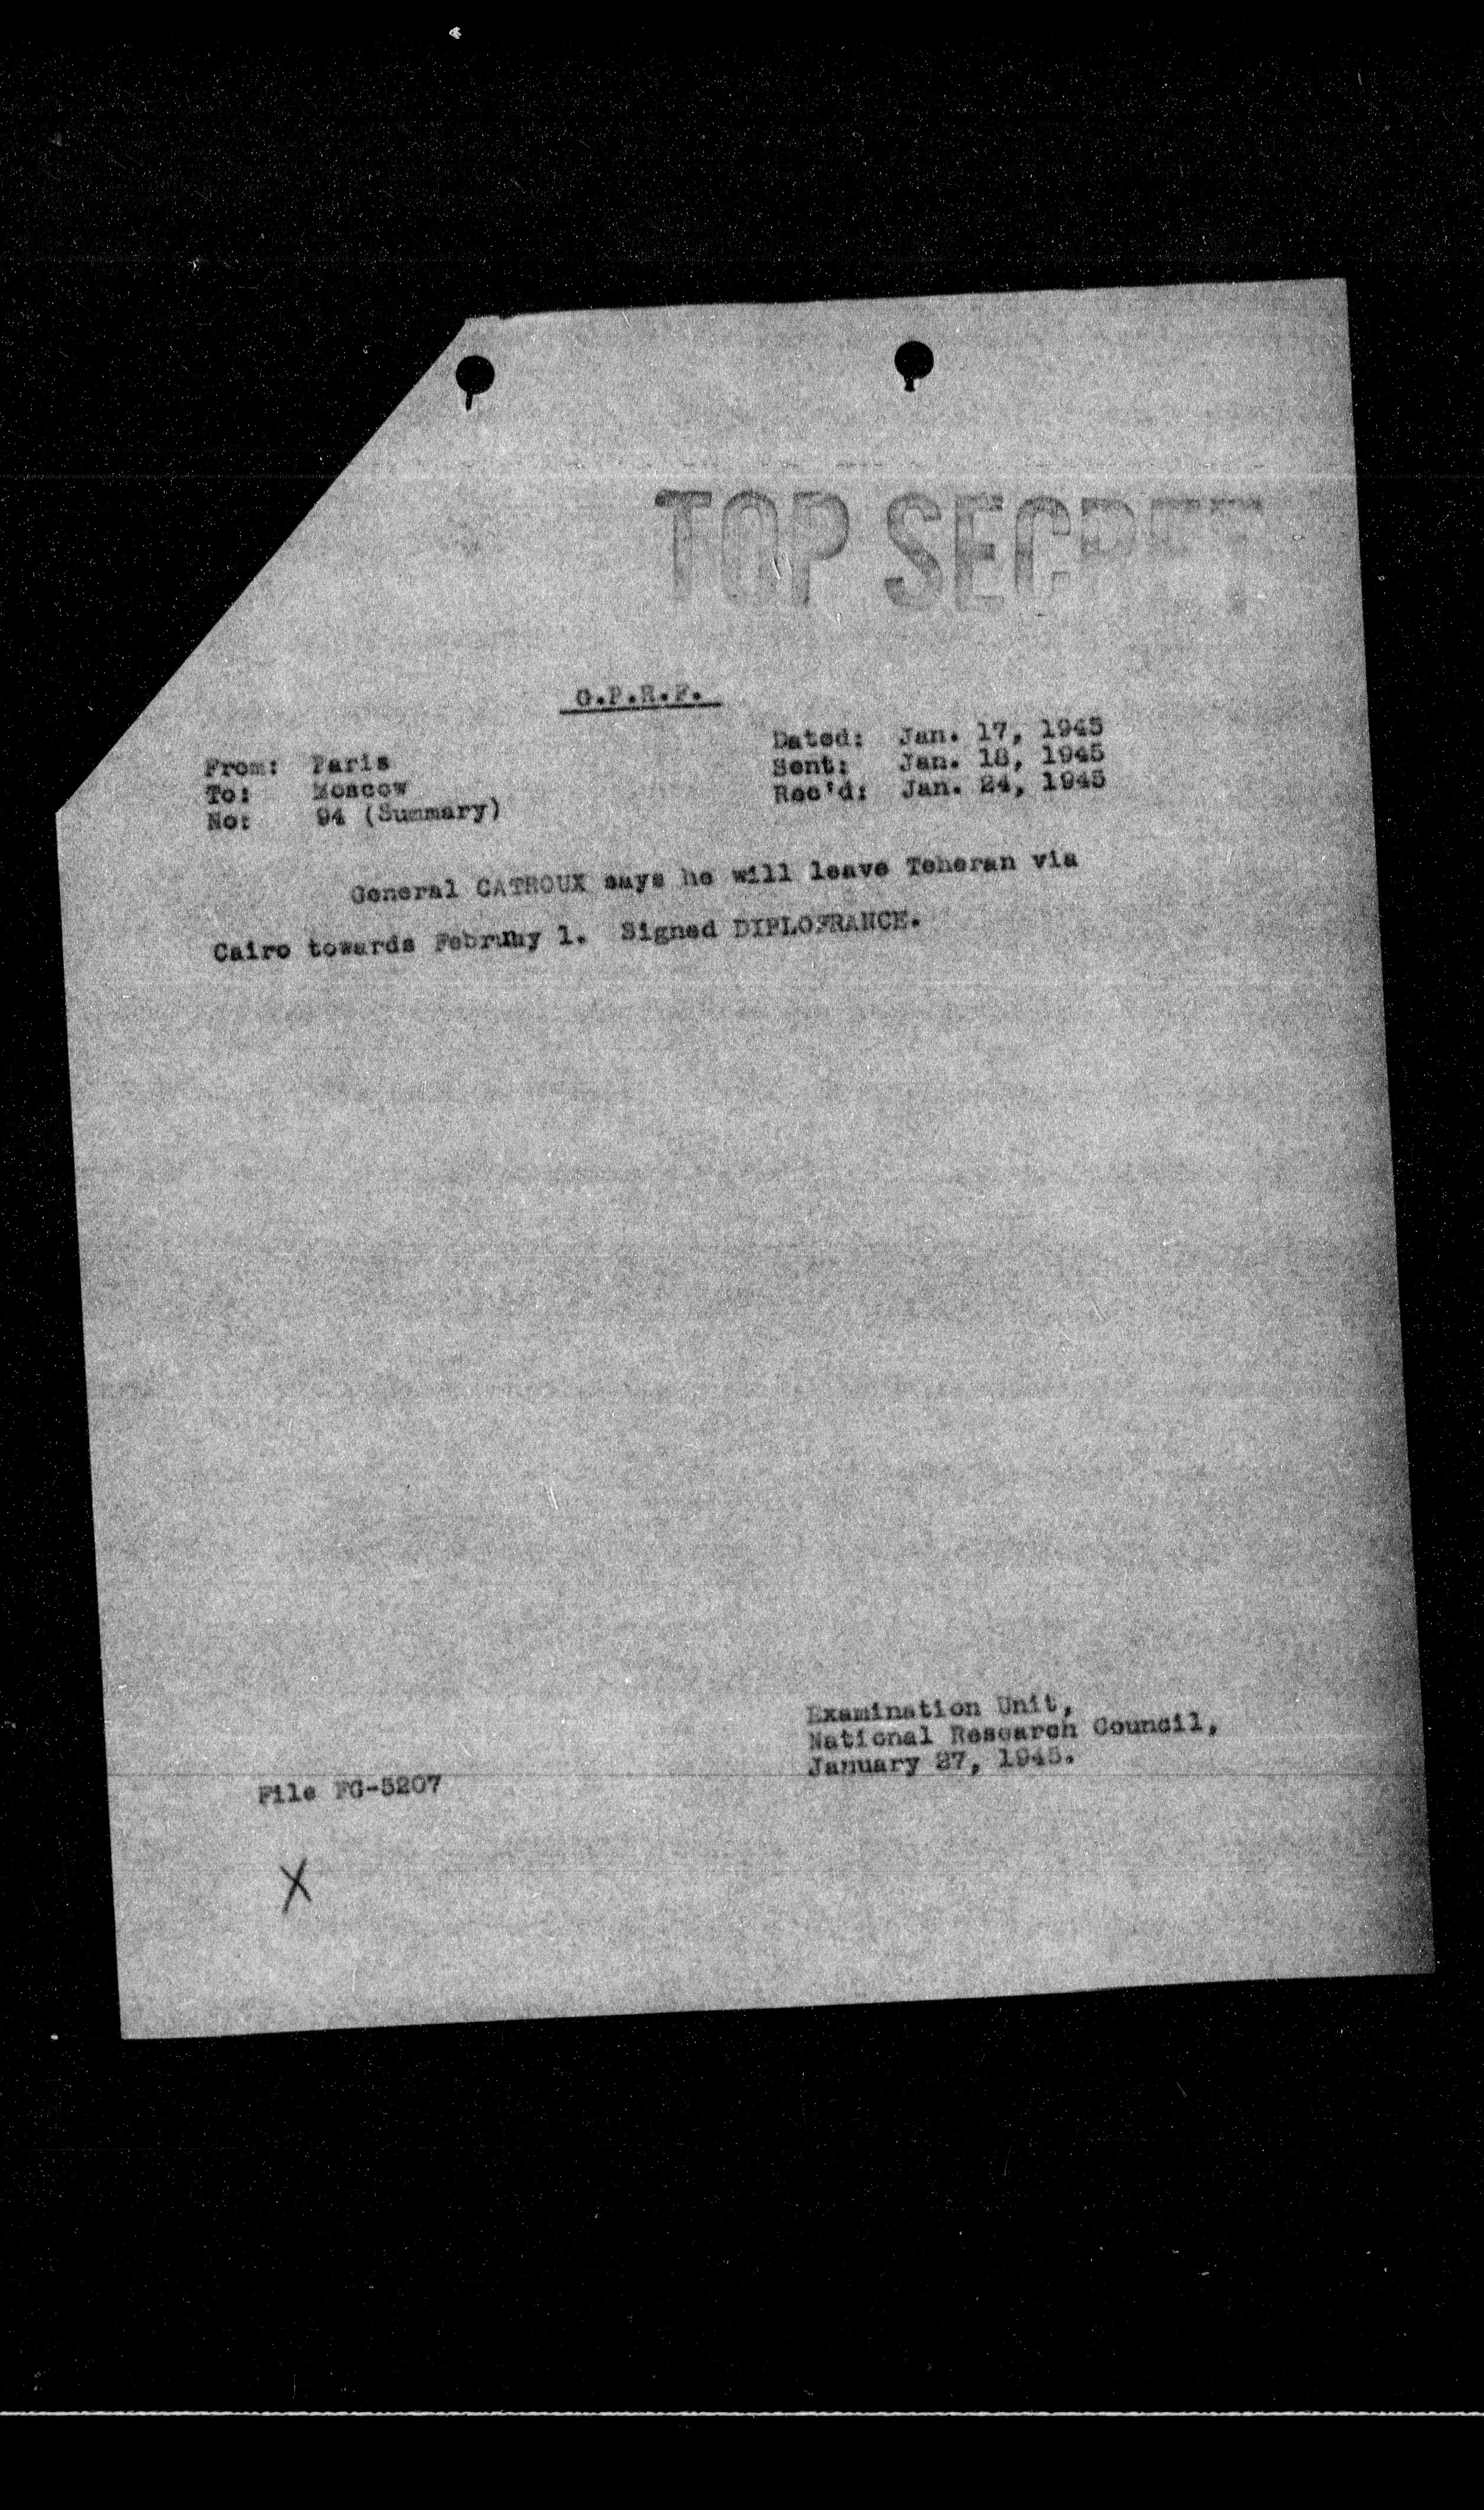 TOP SECRET
G.P.R.F.
From: Paris
To: Moscow
No: 94 (Summary)
Dated: Jan. 17, 1945
Sent: Jan. 18, 1945
Rec'd: Jan. 24, 1945
General CATROUX says he will leave Teheran via
Cairo towards February 1. Signed DIPLOFRANCE.
Examination Unit,
National Research Council,
January 27, 1945.
File FG-5207
X